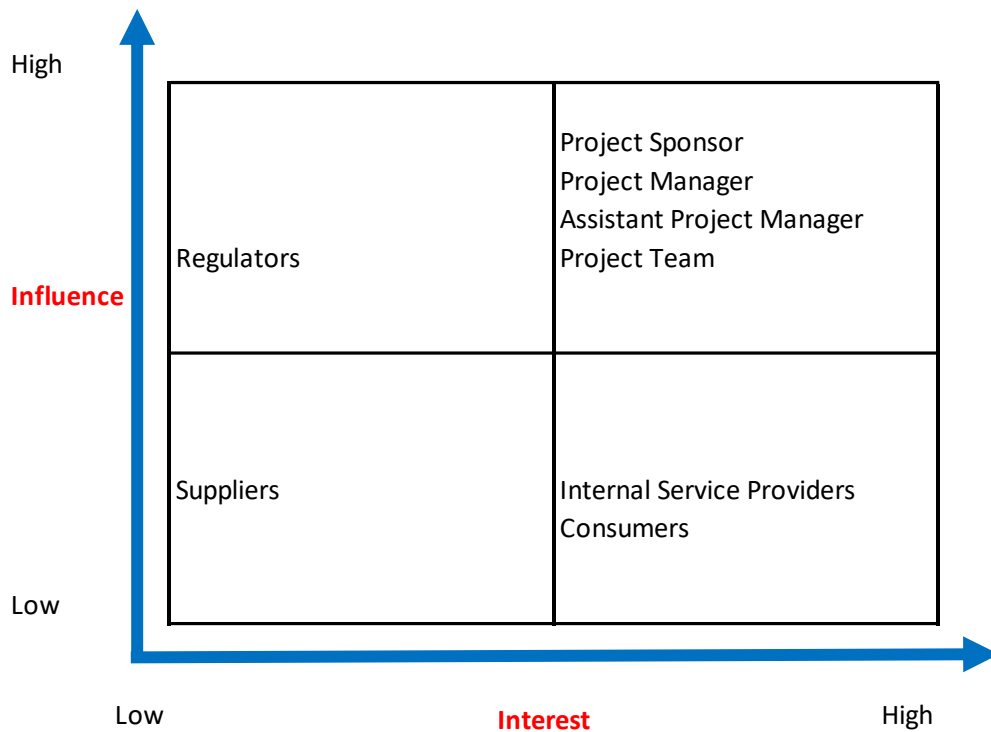 High
Project Sponsor
Project Manager
Assistant Project Manager
Regulators
Project Team
Influence
Suppliers
Internal Service Providers
Consumers
Low
Low
Interest
High